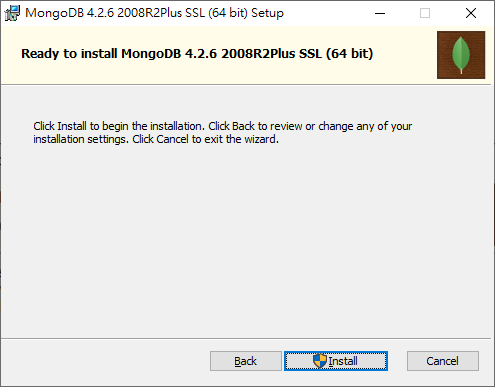 MongoDB 4.2.6 2008R2Plus SSL (64 bit) Setup
Ready to install MongoDB 4.2.6 2008R2Plus SSL (64 bit)
Click Install to begin the installation. Click Back to review or change any of your
installation settings. Click Cancel to exit the wizard.
Back
Install
Cancel